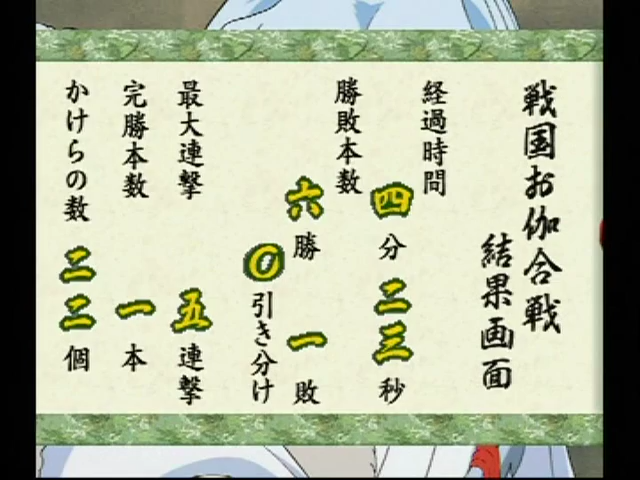 戦国お伽合戦
結果画面
経過時間
四分二三秒
勝敗本数
六勝一敗
〇引き分け
最大連撃
五連撃
完勝本数
一本
かけらの数
二二個